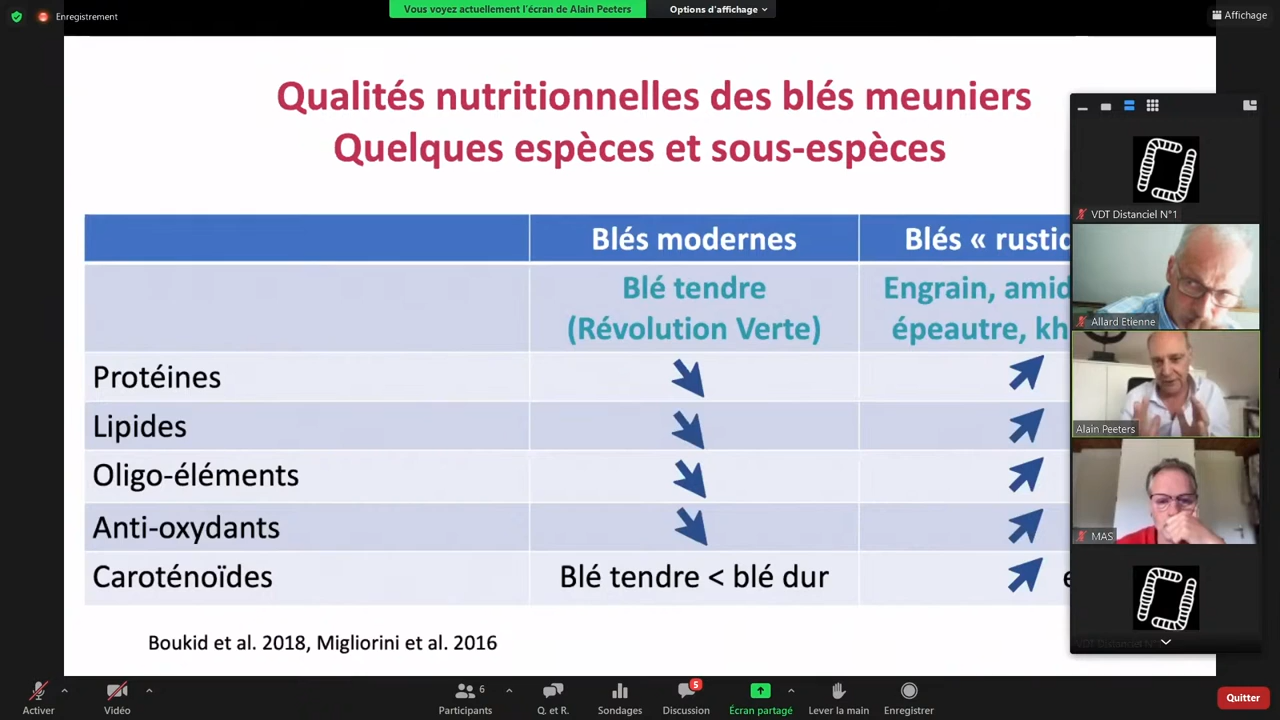 Enregistrement
Vous voyez actuellement l'écran de Alain Peeters
Options d'affichage
Affichage
Qualités nutritionnelles des blés meuniers
Quelques espèces et sous-espèces
Blés modernes
Blés «
Blé tendre
(Révolution Verte)
Engrain,
épeautre,
Protéines
Lipides
Oligo-éléments
Anti-oxydants
Caroténoïdes
Blé tendre < blé dur
Boukid et al. 2018, Migliorini et al. 2016
VDT Distanciel N°1
Allard Etienne
Alain Peeters
MAS
Activer
Vidéo
6
Participants
Q. et R.
Sondages
5
Discussion
Écran partagé
Lever la main
Enregistrer
Quitter